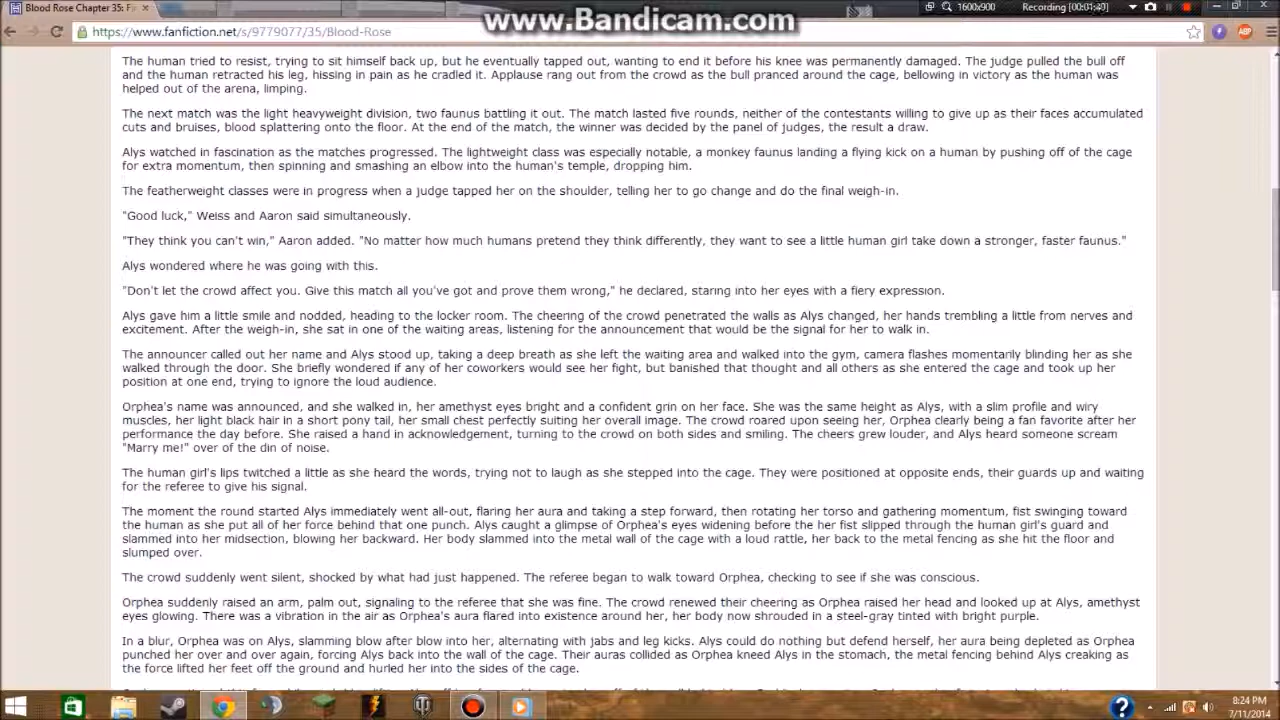 Blood Rose Chapter 35: Fi
www.Bandicam.com
1600x900
Recording [00:01:40]
https://www.fanfiction.net/s/9779077/35/Blood-Rose
ABP
The human tried to resist, trying to sit himself back up, but he eventually tapped out, wanting to end it before his knee was permanently damaged. The judge pulled the bull off
and the human retracted his leg, hissing in pain as he cradled it. Applause rang out from the crowd as the bull pranced around the cage, bellowing in victory as the human was
helped out of the arena, limping.
The next match was the light heavyweight division, two faunus battling it out. The match lasted five rounds, neither of the contestants willing to give up as their faces accumulated
cuts and bruises, blood splattering onto the floor. At the end of the match, the winner was decided by the panel of judges, the result a draw.
Alys watched in fascination as the matches progressed. The lightweight class was especially notable, a monkey faunus landing a flying kick on a human by pushing off of the cage
for extra momentum, then spinning and smashing an elbow into the human's temple, dropping him.
The featherweight classes were in progress when a judge tapped her on the shoulder, telling her to go change and do the final weigh-in.
"Good luck," Weiss and Aaron said simultaneously.
"They think you can't win," Aaron added. "No matter how much humans pretend they think differently, they want to see a little human girl take down a stronger, faster faunus."
Alys wondered where he was going with this.
"Don't let the crowd affect you. Give this match all you've got and prove them wrong," he declared, staring into her eyes with a fiery expression.
Alys gave him a little smile and nodded, heading to the locker room. The cheering of the crowd penetrated the walls as Alys changed, her hands trembling a little from nerves and
excitement. After the weigh-in, she sat in one of the waiting areas, listening for the announcement that would be the signal for her to walk in.
The announcer called out her name and Alys stood up, taking a deep breath as she left the waiting area and walked into the gym, camera flashes momentarily blinding her as she
walked through the door. She briefly wondered if any of her coworkers would see her fight, but banished that thought and all others as she entered the cage and took up her
position at one end, trying to ignore the loud audience.
Orphea's name was announced, and she walked in, her amethyst eyes bright and a confident grin on her face. She was the same height as Alys, with a slim profile and wiry
muscles, her light black hair in a short pony tail, her small chest perfectly suiting her overall image. The crowd roared upon seeing her, Orphea clearly being a fan favorite after her
performance the day before. She raised a hand in acknowledgement, turning to the crowd on both sides and smiling. The cheers grew louder, and Alys heard someone scream
"Marry me!" over of the din of noise.
The human girl's lips twitched a little as she heard the words, trying not to laugh as she stepped into the cage. They were positioned at opposite ends, their guards up and waiting
for the referee to give his signal.
The moment the round started Alys immediately went all-out, flaring her aura and taking a step forward, then rotating her torso and gathering momentum, fist swinging toward
the human as she put all of her force behind that one punch. Alys caught a glimpse of Orphea's eyes widening before the her fist slipped through the human girl's guard and
slammed into her midsection, blowing her backward. Her body slammed into the metal wall of the cage with a loud rattle, her back to the metal fencing as she hit the floor and
slumped over.
The crowd suddenly went silent, shocked by what had just happened. The referee began to walk toward Orphea, checking to see if she was conscious.
Orphea suddenly raised an arm, palm out, signaling to the referee that she was fine. The crowd renewed their cheering as Orphea raised her head and looked up at Alys, amethyst
eyes glowing. There was a vibration in the air as Orphea's aura flared into existence around her, her body now shrouded in a steel-gray tinted with bright purple.
In a blur, Orphea was on Alys, slamming blow after blow into her, alternating with jabs and leg kicks. Alys could do nothing but defend herself, her aura being depleted as Orphea
punched her over and over again, forcing Alys back into the wall of the cage. Their auras collided as Orphea kneed Alys in the stomach, the metal fencing behind Alys creaking as
the force lifted her feet off the ground and hurled her into the sides of the cage.
8:24 PM
7/11/2014